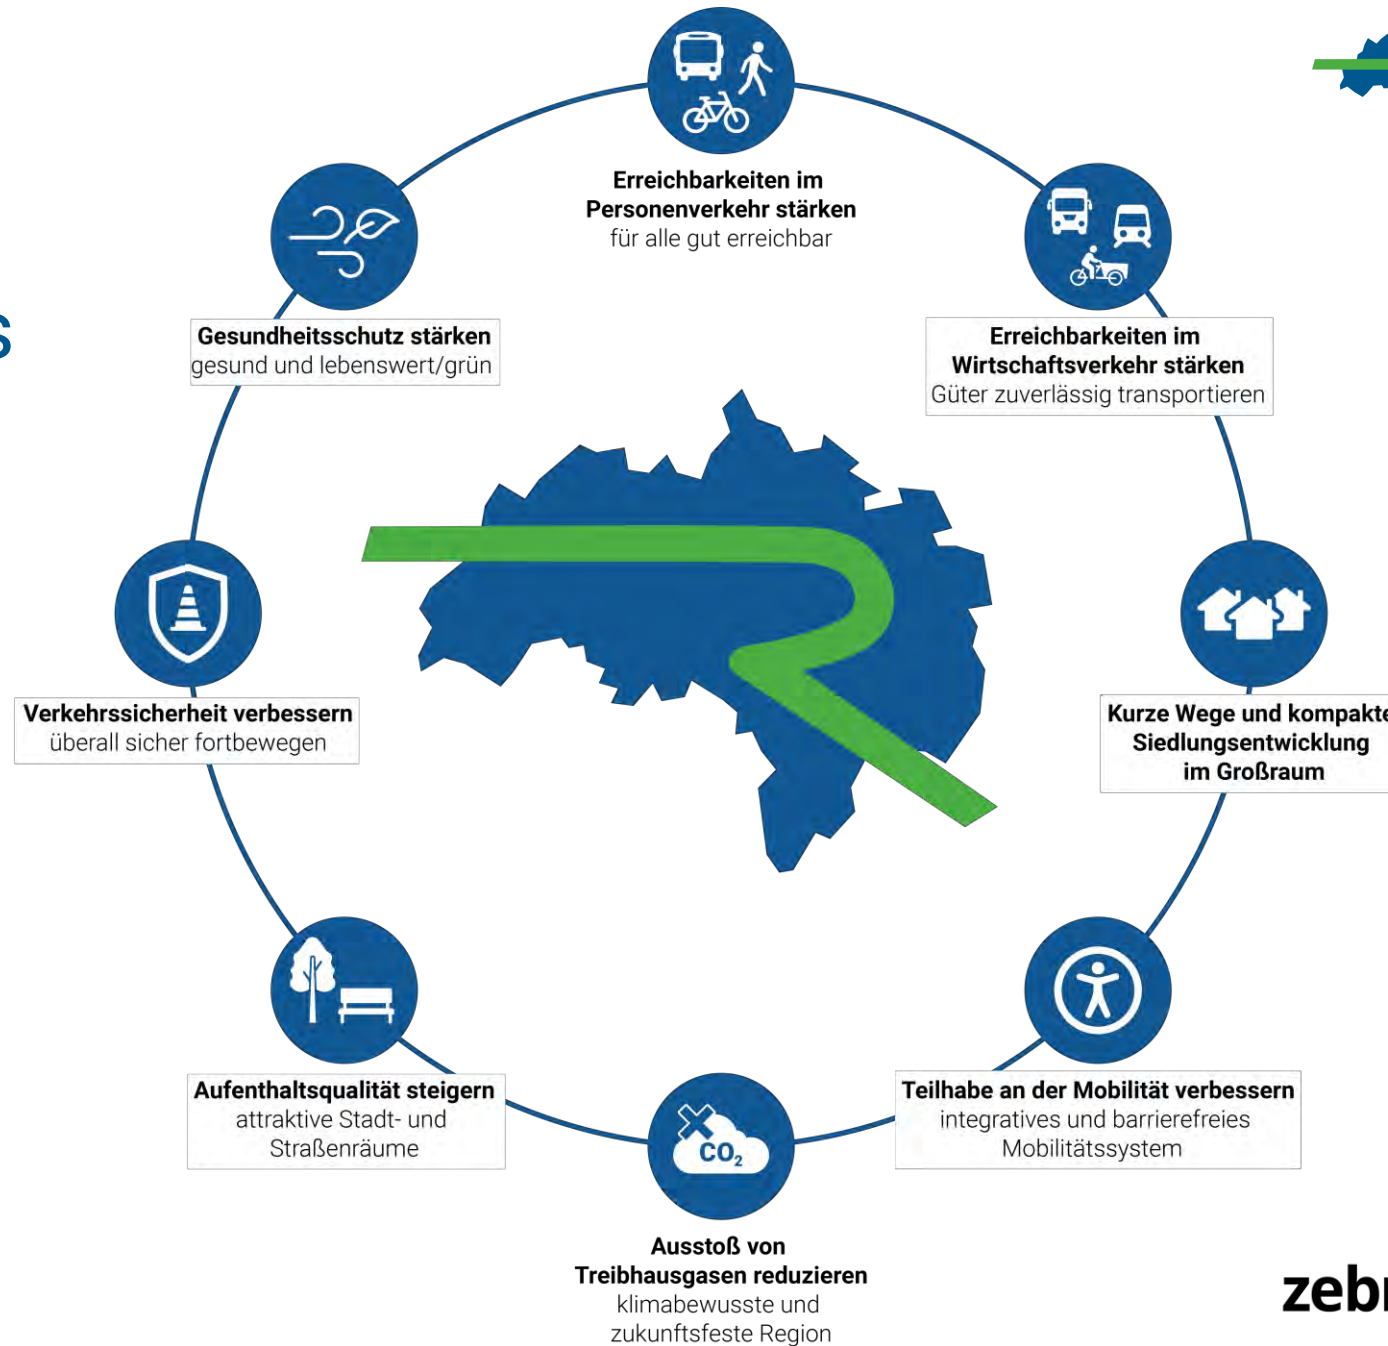 Erreichbarkeiten im
Personenverkehr stärken
für alle gut erreichbar
Erreichbarkeiten im
Wirtschaftsverkehr stärken
Güter zuverlässig transportieren
Gesundheitsschutz stärken
gesund und lebenswert/grün
s
Verkehrssicherheit verbessern
überall sicher fortbewegen
Kurze Wege und kompakte
Siedlungsentwicklung
im Großraum
Aufenthaltsqualität steigern
attraktive Stadt- und
Straßenräume
Teilhabe an der Mobilität verbessern
integratives und barrierefreies
Mobilitätssystem
CO₂
Ausstoß von
Treibhausgasen reduzieren
klimabewusste und
zukunftsfeste Region